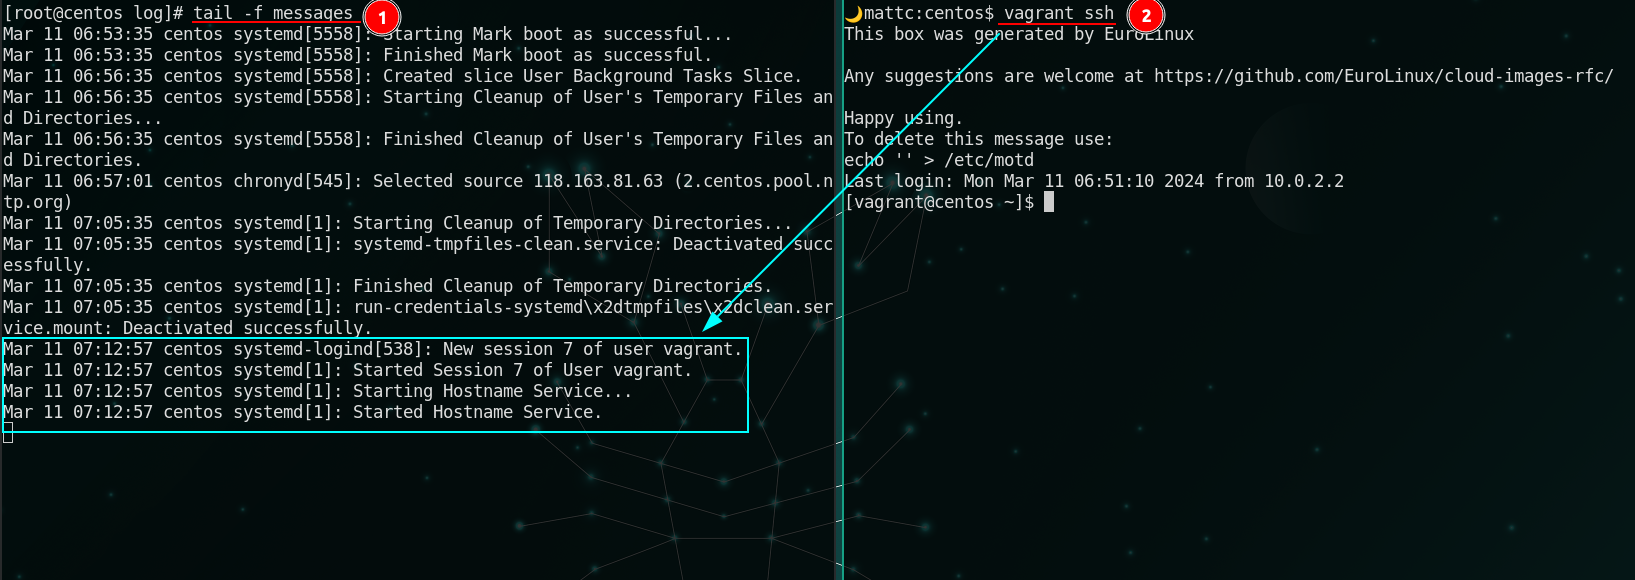 [root@centos log]# tail -f messages
1
Mar 11 06:53:35 centos systemd[5558]: Starting Mark boot as successful...
Mar 11 06:53:35 centos systemd[5558]: Finished Mark boot as successful.
Mar 11 06:56:35 centos systemd[5558]: Created slice User Background Tasks Slice.
Mar 11 06:56:35 centos systemd[5558]: Starting Cleanup of User's Temporary Files an
d Directories...
Mar 11 06:56:35 centos systemd[5558]: Finished Cleanup of User's Temporary Files an
d Directories.
Mar 11 06:57:01 centos chronyd[545]: Selected source 118.163.81.63 (2.centos.pool.n
tp.org)
Mar 11 07:05:35 centos systemd[1]: Starting Cleanup of Temporary Directories...
Mar 11 07:05:35 centos systemd[1]: systemd-tmpfiles-clean.service: Deactivated succ
essfully.
Mar 11 07:05:35 centos systemd[1]: Finished Cleanup of Temporary Directories.
Mar 11 07:05:35 centos systemd[1]: run-credentials-systemd\x2dtmpfiles\x2dclean.ser
vice.mount: Deactivated successfully.
Mar 11 07:12:57 centos systemd-logind[538]: New session 7 of user vagrant.
Mar 11 07:12:57 centos systemd[1]: Started Session 7 of User vagrant.
Mar 11 07:12:57 centos systemd[1]: Starting Hostname Service...
Mar 11 07:12:57 centos systemd[1]: Started Hostname Service.
🌙mattc:centos$ vagrant ssh
2
This box was generated by EuroLinux
Any suggestions are welcome at https://github.com/EuroLinux/cloud-images-rfc/
Happy using.
To delete this message use:
echo '' > /etc/motd
Last login: Mon Mar 11 06:51:10 2024 from 10.0.2.2
[vagrant@centos ~]$